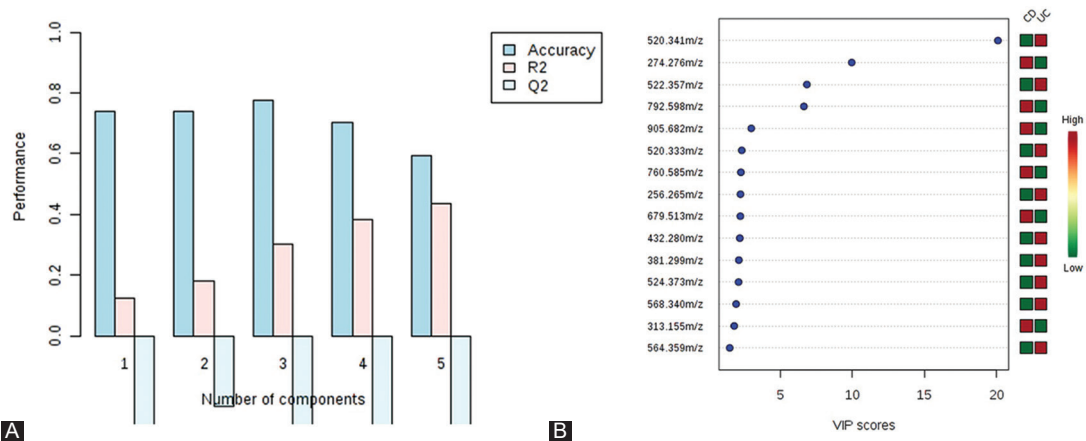 1.0
0.8
0.6
0.4
0.2
0.0
Performance
Accuracy
R2
Q2
1 2 3 4 5
Number of components
A
CD UC
520.341m/z
274.276m/z
522.357m/z
792.598m/z
905.682m/z
520.333m/z
760.585m/z
256.265m/z
679.513m/z
432.280m/z
381.299m/z
524.373m/z
568.340m/z
313.155m/z
564.359m/z
High
Low
5 10 15 20
VIP scores
B